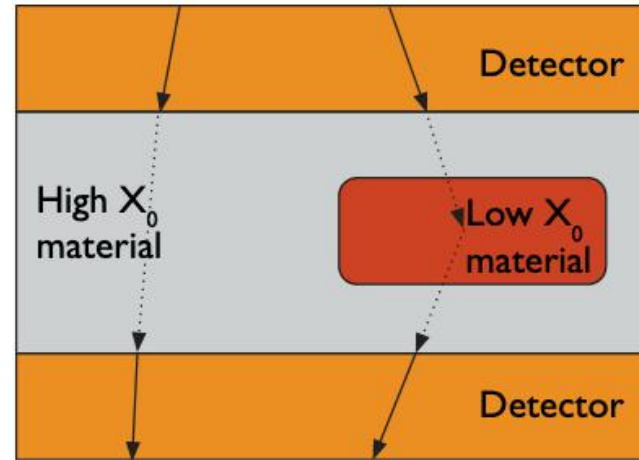 Detector
High X₀
material
Low X₀
material
Detector